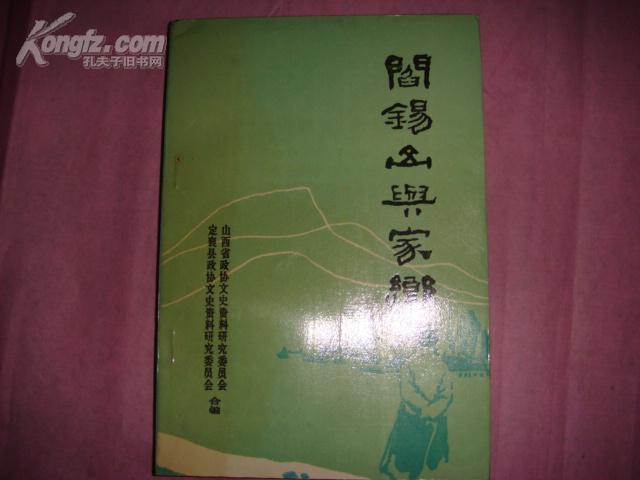 Kongfz.com
孔夫子旧书网
閻錫山與家鄉
山西省政协文史资料研究委员会
定襄县政协文史资料研究委员会
合编